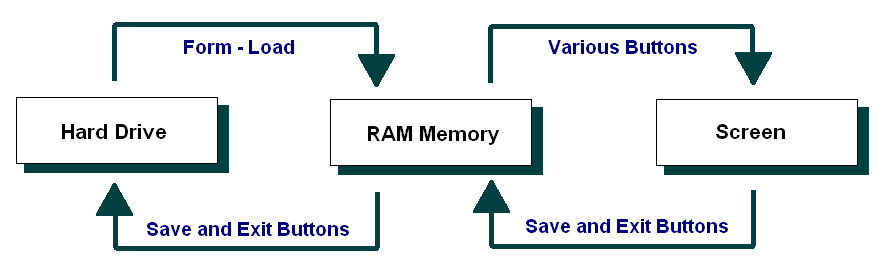 Form - Load
Various Buttons
Hard Drive
RAM Memory
Screen
Save and Exit Buttons
Save and Exit Buttons